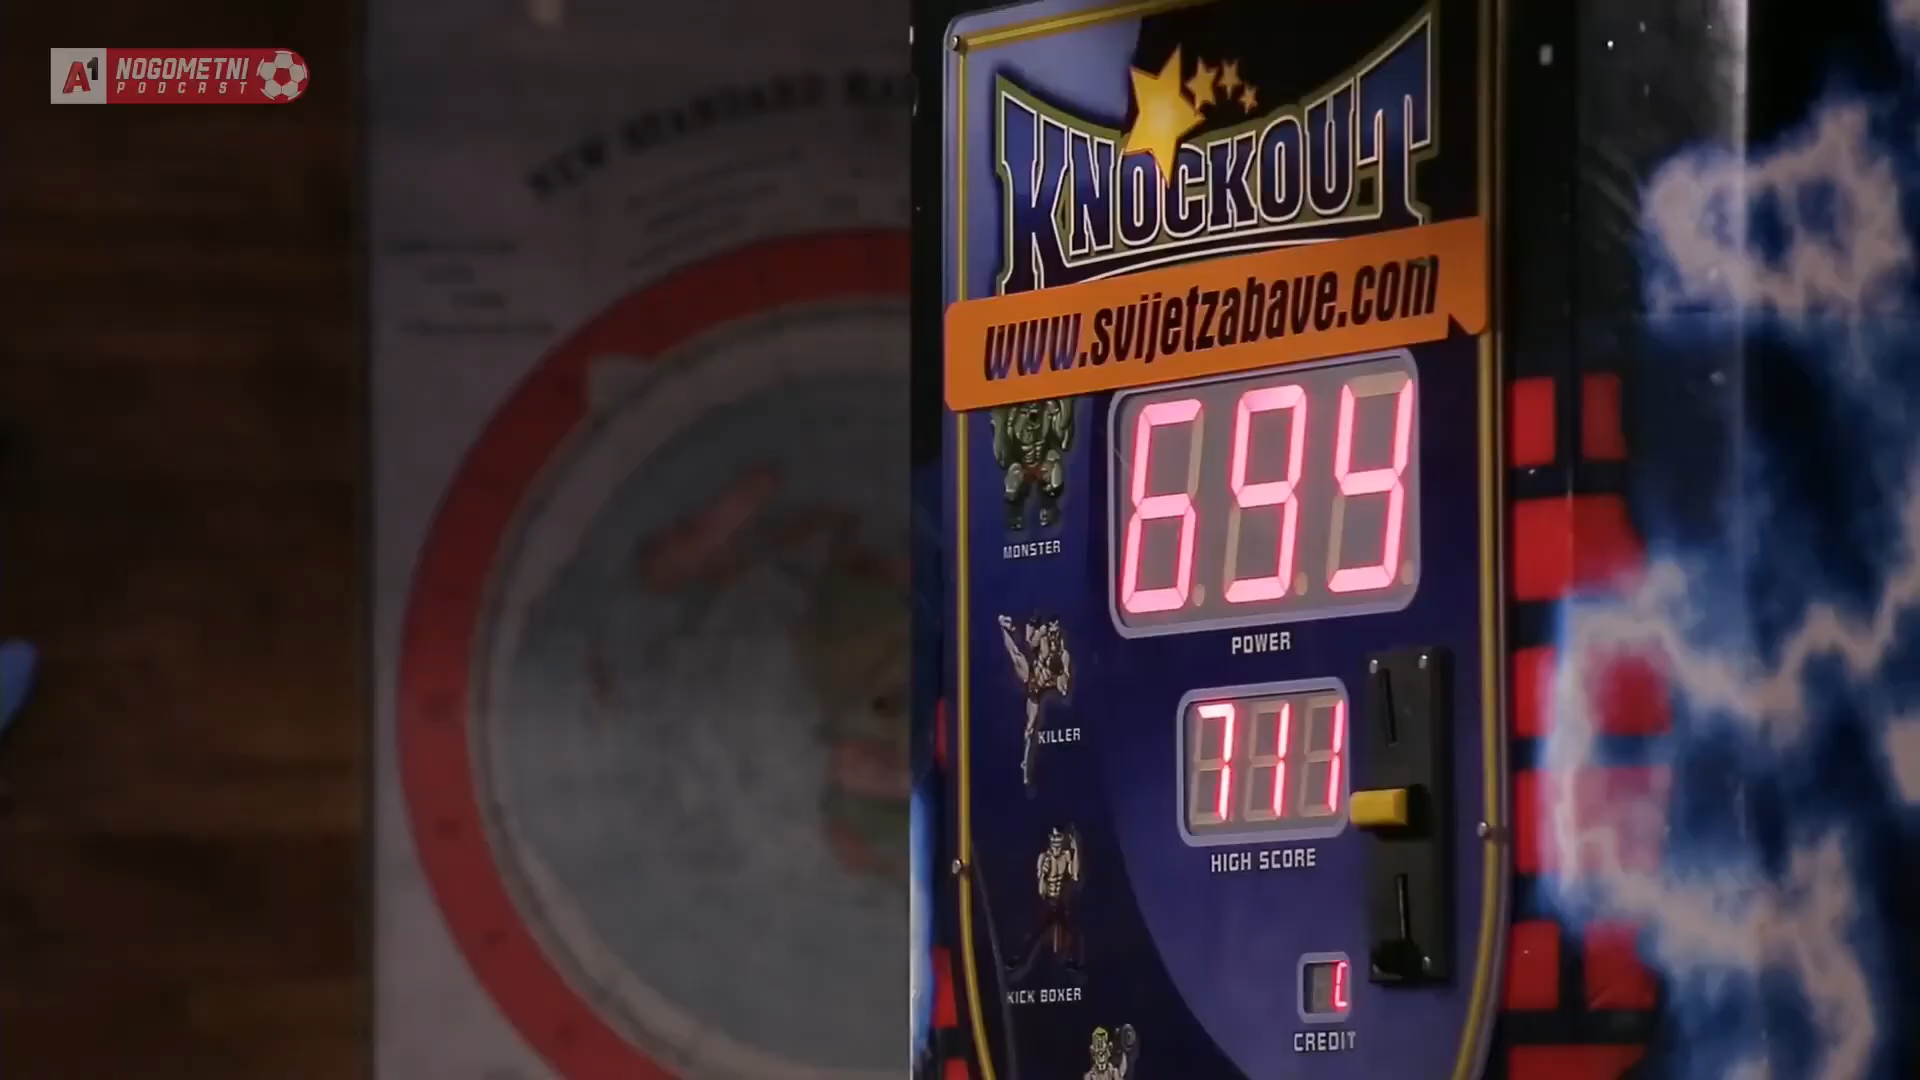 A1 NOGOMETNI
PODCAST
NEW STANDARD
KNOCKOUT
www.svijetzabave.com
694
MONSTER
POWER
KILLER
711
HIGH SCORE
KICK BOXER
CREDIT